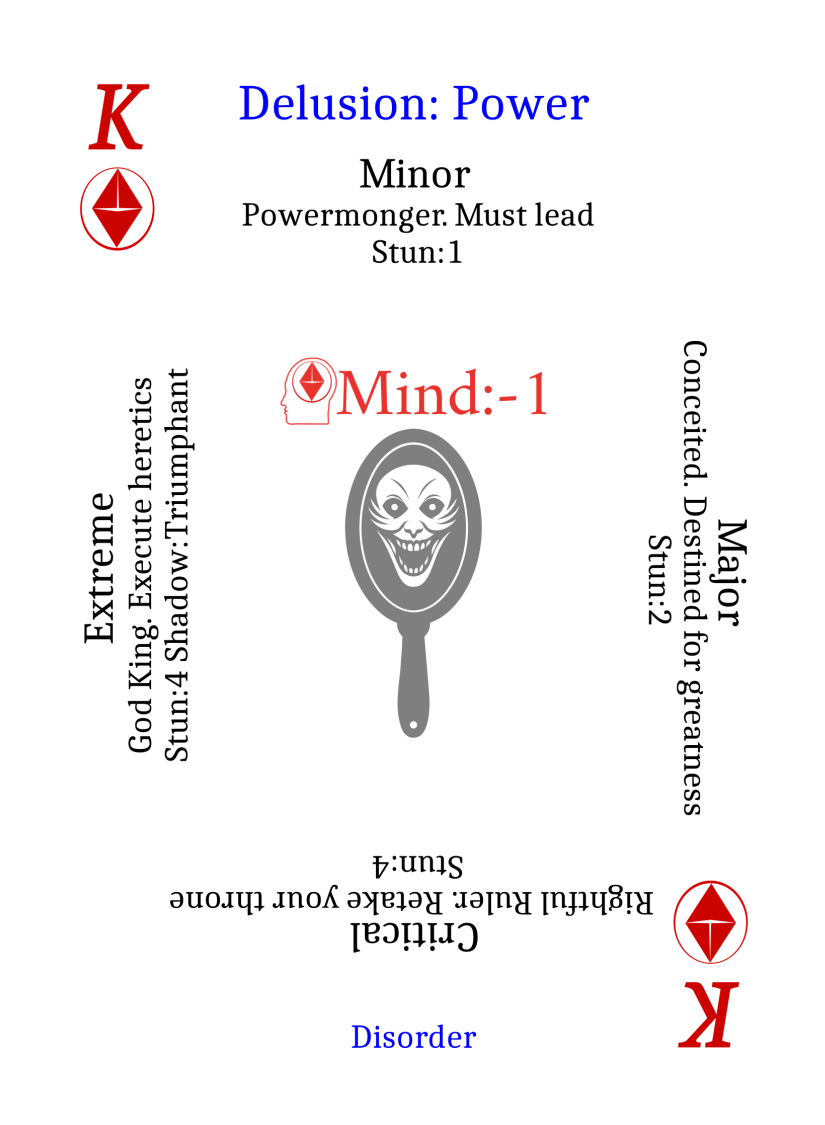 K
Delusion: Power
Minor
Powermonger. Must lead
Stun:1
Mind:-1
Major
Conceited. Destined for greatness
Stun:2
Critical
Rightful Ruler. Retake your throne
Stun:4
Extreme
God King. Execute heretics
Stun:4 Shadow:Triumphant
K
Disorder